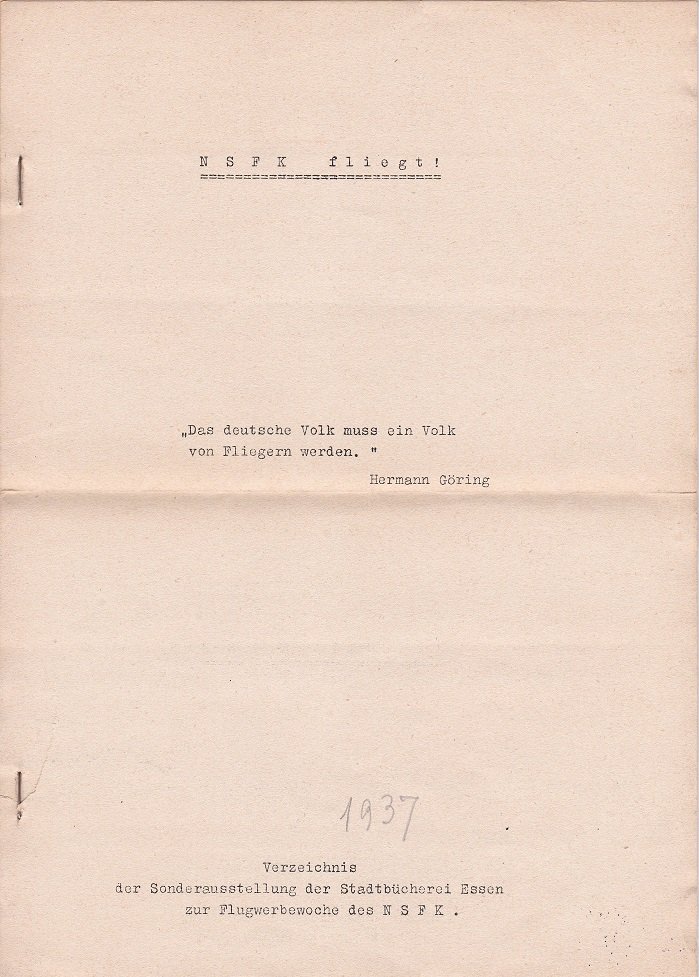 N S F K fliegt!
============================
„Das deutsche Volk muss ein Volk
von Fliegern werden. "
Hermann Göring
1937
Verzeichnis
der Sonderausstellung der Stadtbücherei Essen
zur Flugwerbewoche des N S F K .